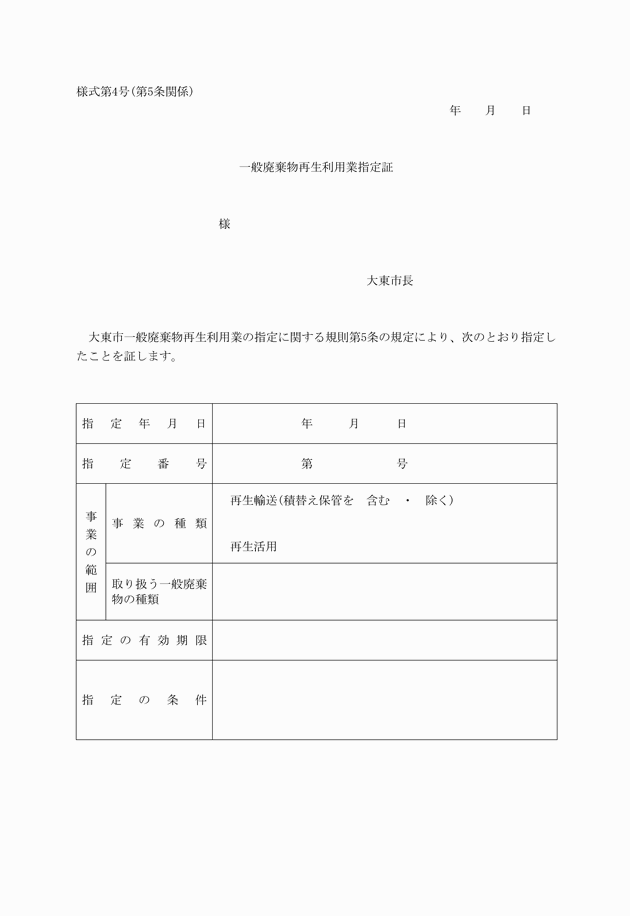 様式第4号(第5条関係)
年　　月　　日
一般廃棄物再生利用業指定証
様
大東市長
大東市一般廃棄物再生利用業の指定に関する規則第5条の規定により、次のとおり指定し
たことを証します。
指定年月日　年　　月　　日
指定番号　第　　　　号
事業の範囲
事業の種類
再生輸送(積替え保管を　含む　・　除く)
再生活用
取り扱う一般廃棄
物の種類
指定の有効期限
指定の条件